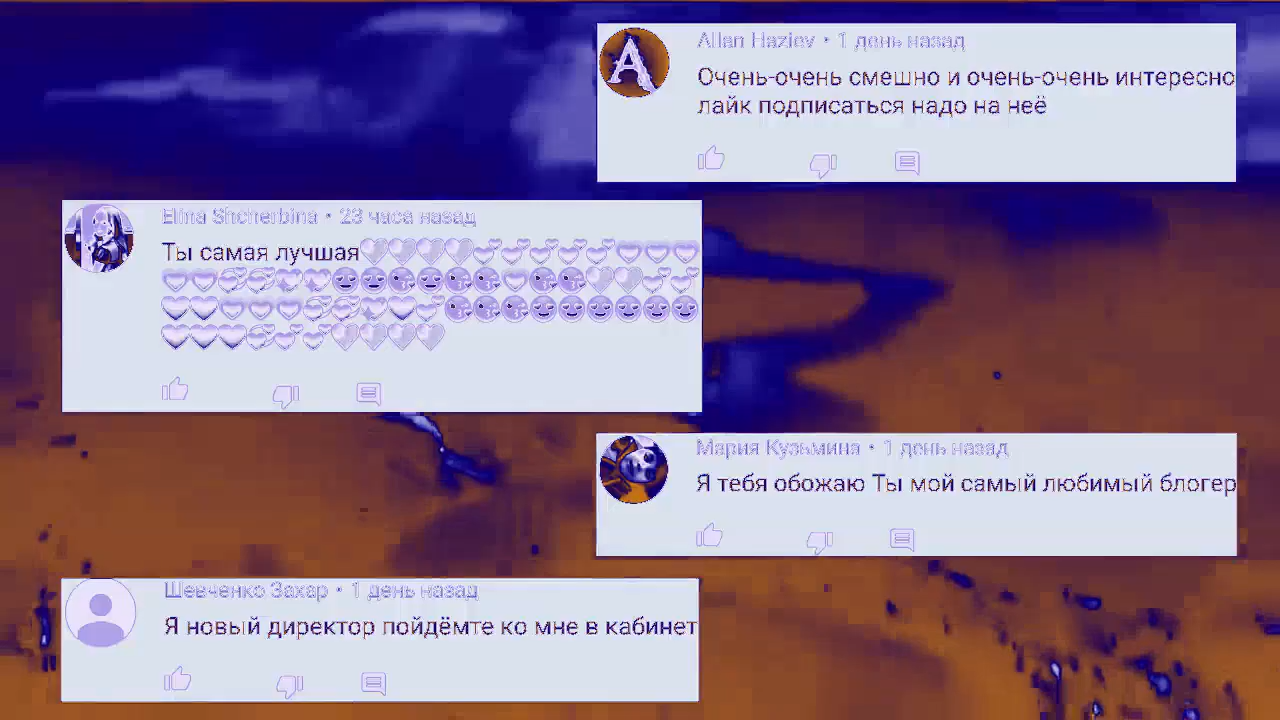 Allan Haziev • 1 день назад
Очень-очень смешно и очень-очень интересно
лайк подписаться надо на неё
Elina Shcherbina • 23 часа назад
Ты самая лучшая
Мария Кузьмина • 1 день назад
Я тебя обожаю Ты мой самый любимый блогер
Шевченко Захар • 1 день назад
Я новый директор пойдёмте ко мне в кабинет